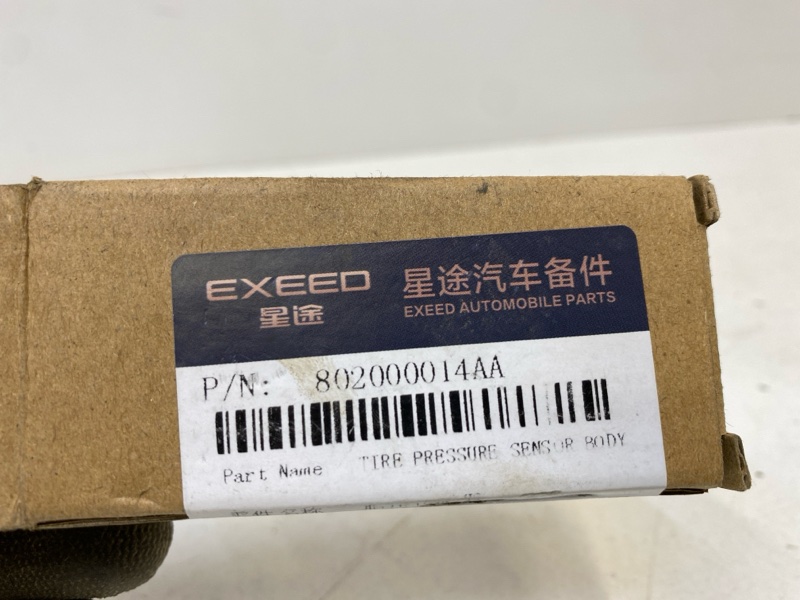 EXEED
星途
星途汽车备件
EXEED AUTOMOBILE PARTS
P/N: 802000014AA
Part Name TIRE PRESSURE SENSOR BODY